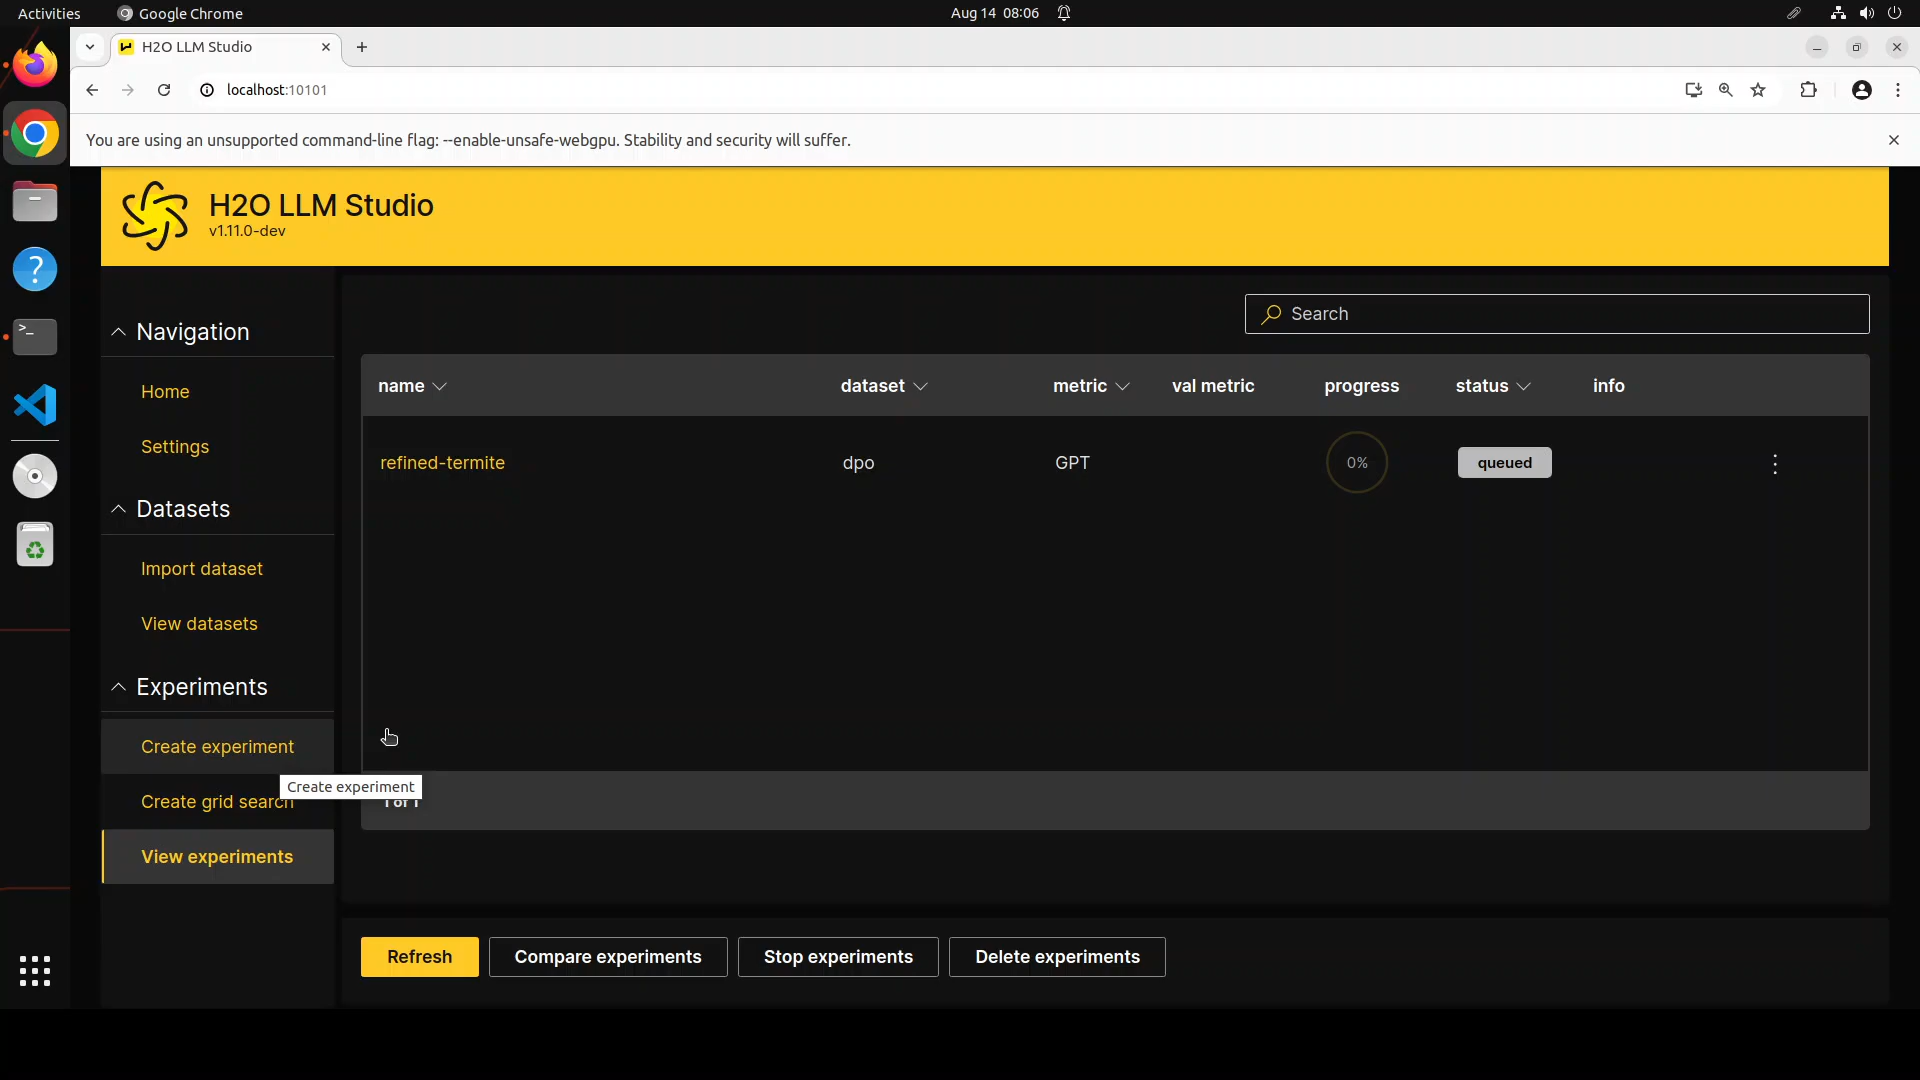 Activities
Google Chrome
Aug 14 08:06
H2O LLM Studio
localhost:10101
You are using an unsupported command-line flag: --enable-unsafe-webgpu. Stability and security will suffer.
H2O LLM Studio
v1.11.0-dev
Navigation
Home
Settings
Datasets
Import dataset
View datasets
Experiments
Create experiment
Create experiment
Create grid search
View experiments
Search
name dataset metric val metric progress status info
refined-termite dpo GPT 0% queued
1 of 1
Refresh Compare experiments Stop experiments Delete experiments